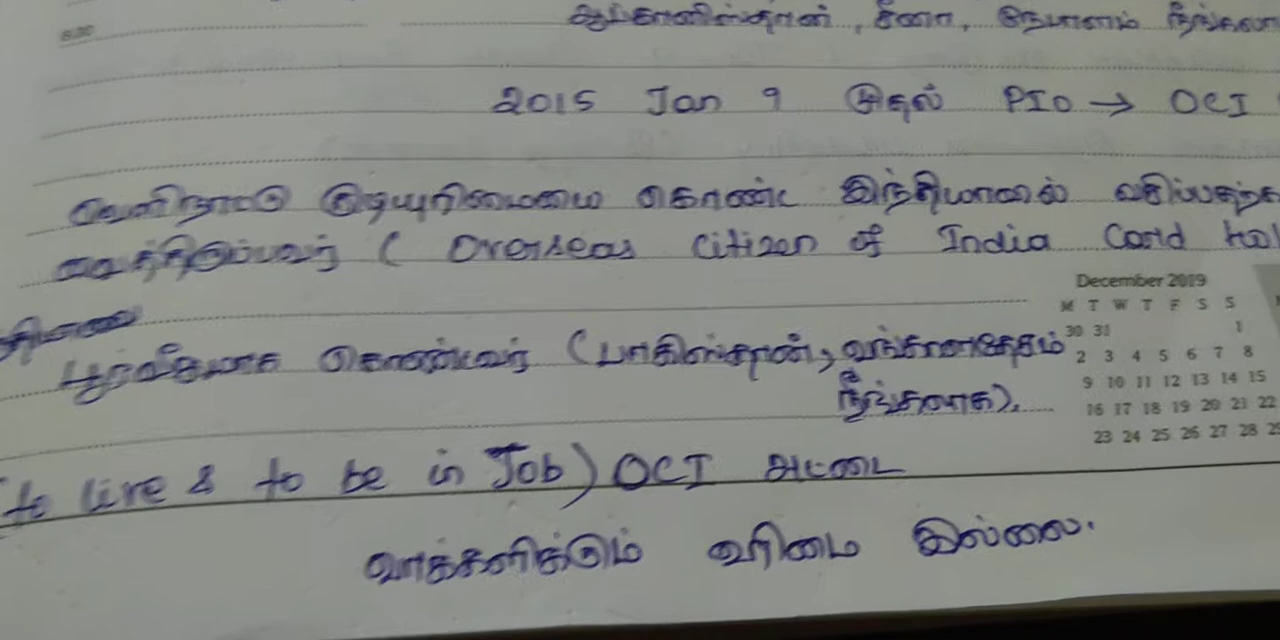 8.00
ஆப்கானிஸ்தான், சீனா, நேபாளம் நீங்கலா
2015 Jan 9 முதல் PIO → OCI
வெளிநாட்டு குடியுரிமையை கொண்ட இந்தியாவில் வசிப்பதற்க
( Overseas Citizen of India Card hol
பூர்வீகமாக கொண்டவர் (பாகிஸ்தான், வங்காளதேசம்
நீங்களாக).
to live & to be in Job) OCI அட்டை
வாக்களிக்கும் உரிமை இல்லை.
December 2019
M T W T F S S
30 31 1
2 3 4 5 6 7 8
9 10 11 12 13 14 15
16 17 18 19 20 21 22
23 24 25 26 27 28 29